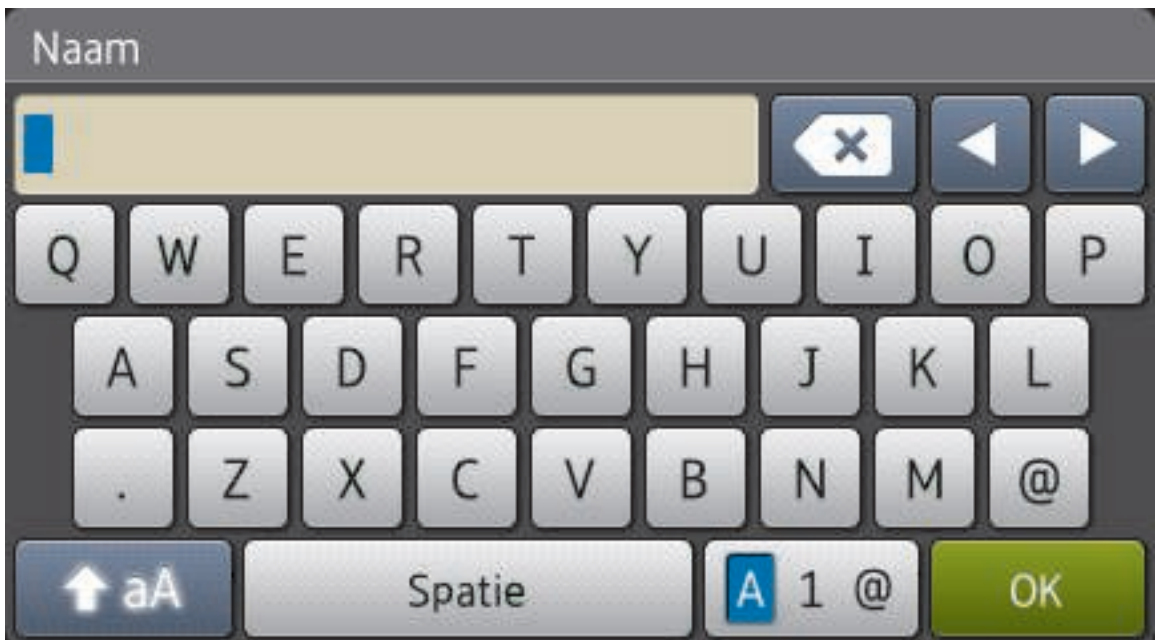 Naam
Q W E R T Y U I O P
A S D F G H J K L
. Z X C V B N M @
aA Spatie A 1 @ OK